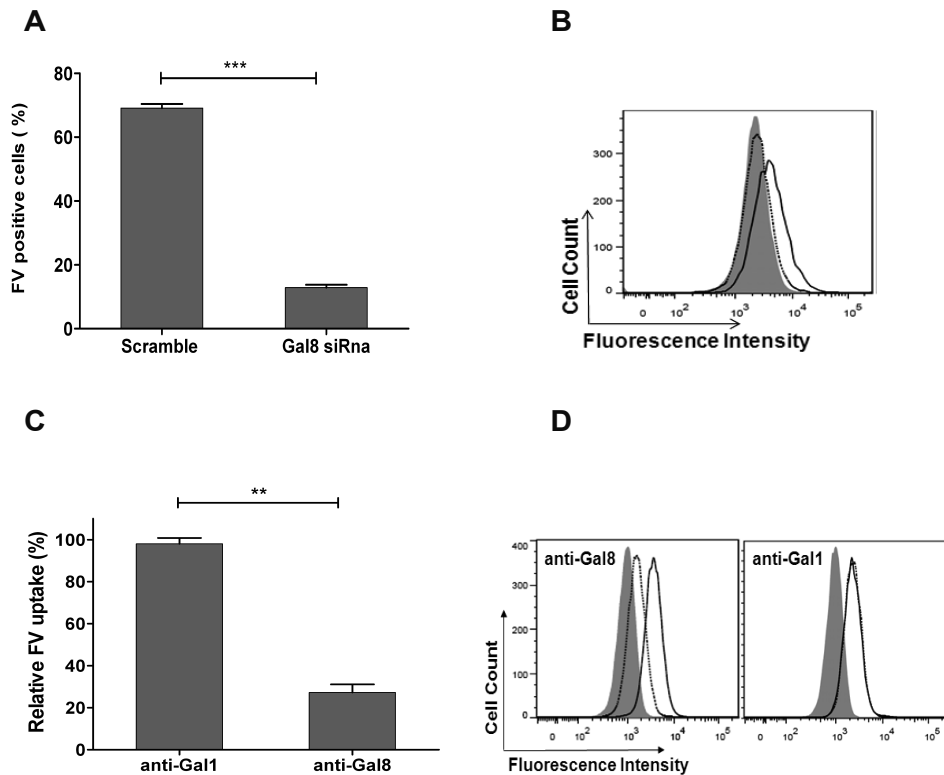 A
B
***
80
60
40
20
0
FV positive cells ( %)
Scramble
Gal8 siRna
300
200
100
0
Cell Count
0 10² 10³ 10⁴ 10⁵
Fluorescence Intensity
C
D
**
100
80
60
40
20
0
Relative FV uptake (%)
anti-Gal1
anti-Gal8
400
300
200
100
0
Cell Count
anti-Gal8
anti-Gal1
0 10² 10³ 10⁴ 10⁵
0 10² 10³ 10⁴ 10⁵
Fluorescence Intensity